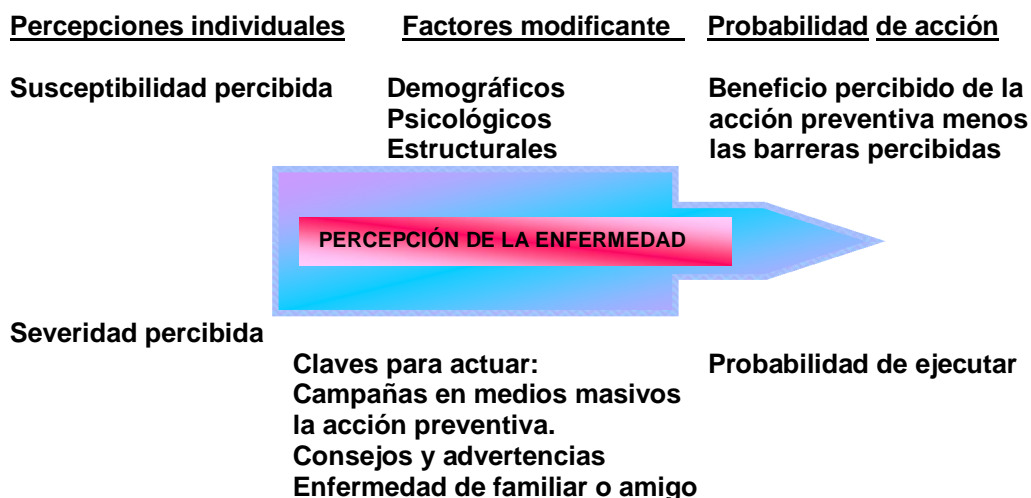 Percepciones individuales Factores modificante Probabilidad de acción
Susceptibilidad percibida Demográficos Beneficio percibido de la
Psicológicos acción preventiva menos
Estructurales las barreras percibidas
PERCEPCIÓN DE LA ENFERMEDAD
Severidad percibida
Claves para actuar: Probabilidad de ejecutar
Campañas en medios masivos
la acción preventiva.
Consejos y advertencias
Enfermedad de familiar o amigo